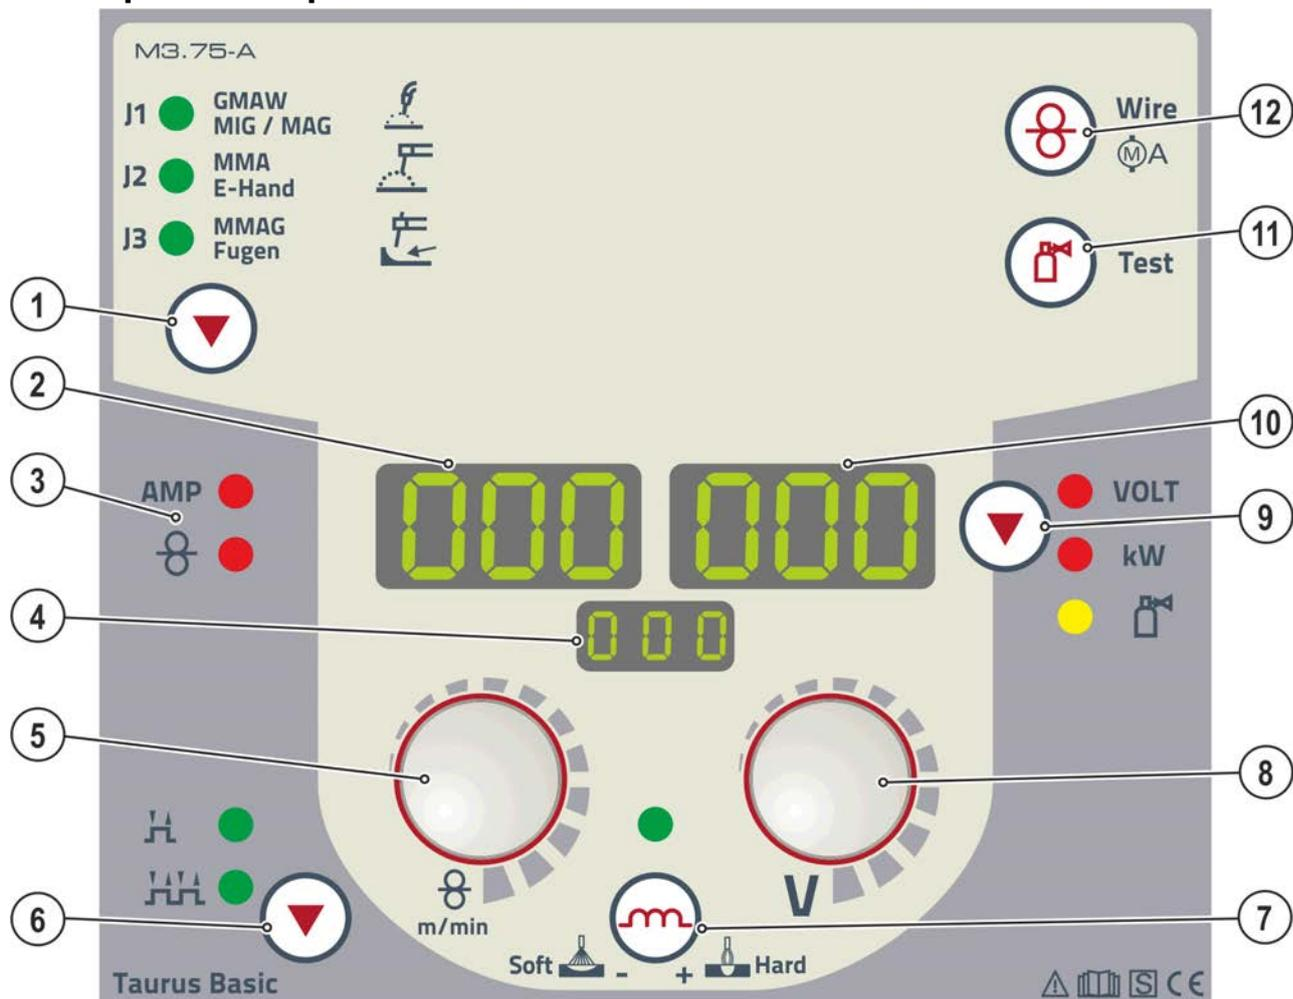 M3.75-A
J1 GMAW
MIG / MAG
J2 MMA
E-Hand
J3 MMAG
Fugen
Wire
M A
Test
12
11
1
2
10
3
AMP
000
000
VOLT
9
kW
4
000
5
8
m/min
V
6
7
Soft - + Hard
Taurus Basic
S CE